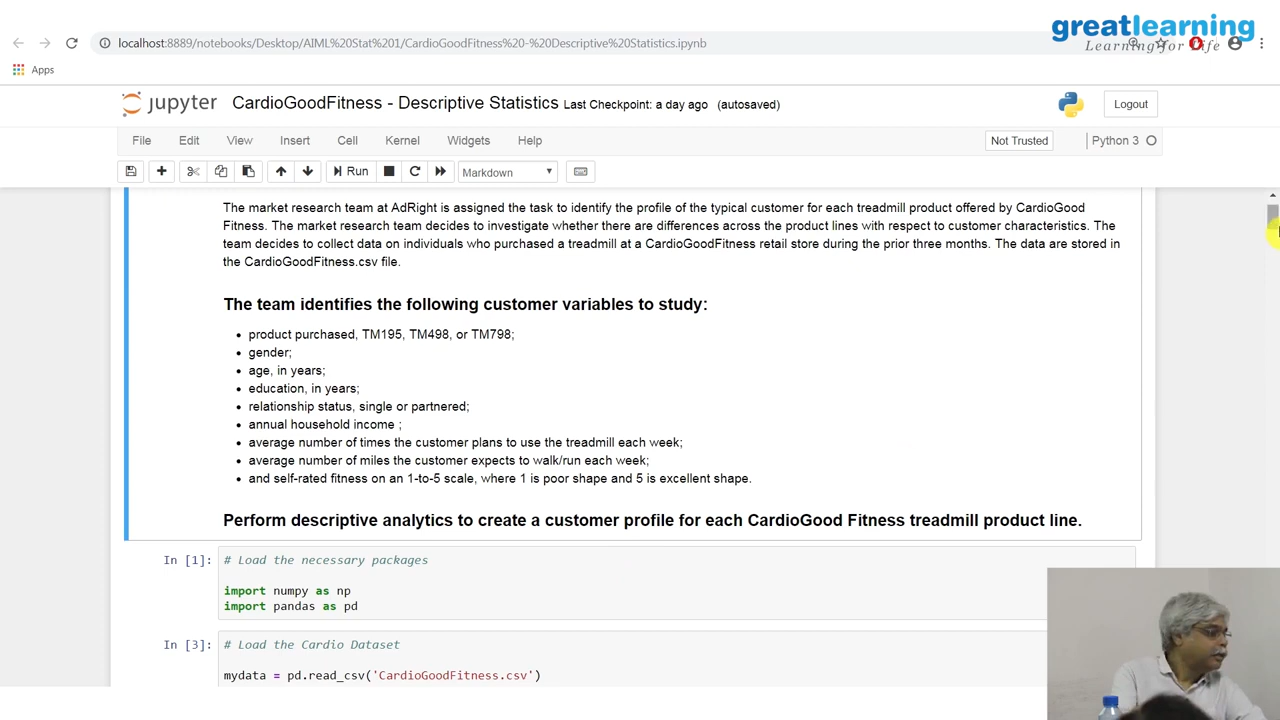 greatlearning
Learning for Life
localhost:8889/notebooks/Desktop/AIML%20Stat%201/CardioGoodFitness%20-%20Descriptive%20Statistics.ipynb
Apps
jupyter CardioGoodFitness - Descriptive Statistics Last Checkpoint: a day ago (autosaved) Logout
File Edit View Insert Cell Kernel Widgets Help Not Trusted Python 3
Run Markdown
The market research team at AdRight is assigned the task to identify the profile of the typical customer for each treadmill product offered by CardioGood
Fitness. The market research team decides to investigate whether there are differences across the product lines with respect to customer characteristics. The
team decides to collect data on individuals who purchased a treadmill at a CardioGoodFitness retail store during the prior three months. The data are stored in
the CardioGoodFitness.csv file.
The team identifies the following customer variables to study:
• product purchased, TM195, TM498, or TM798;
• gender;
• age, in years;
• education, in years;
• relationship status, single or partnered;
• annual household income ;
• average number of times the customer plans to use the treadmill each week;
• average number of miles the customer expects to walk/run each week;
• and self-rated fitness on an 1-to-5 scale, where 1 is poor shape and 5 is excellent shape.
Perform descriptive analytics to create a customer profile for each CardioGood Fitness treadmill product line.
In [1]: # Load the necessary packages
import numpy as np
import pandas as pd
In [3]: # Load the Cardio Dataset
mydata = pd.read_csv('CardioGoodFitness.csv')